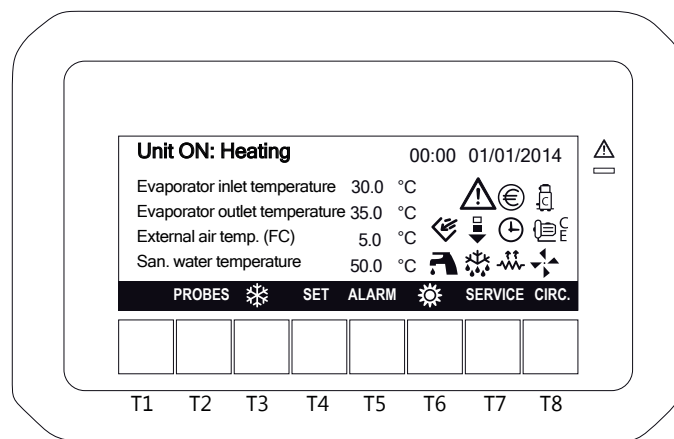 Unit ON: Heating 00:00 01/01/2014
Evaporator inlet temperature 30.0 °C
Evaporator outlet temperature 35.0 °C
External air temp. (FC) 5.0 °C
San. water temperature 50.0 °C
€ C
C
E
PROBES SET ALARM SERVICE CIRC.
T1 T2 T3 T4 T5 T6 T7 T8